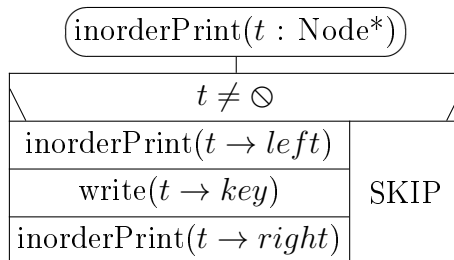 inorderPrint(t : Node*)
t ≠ ⦸
inorderPrint(t → left)
write(t → key)
SKIP
inorderPrint(t → right)